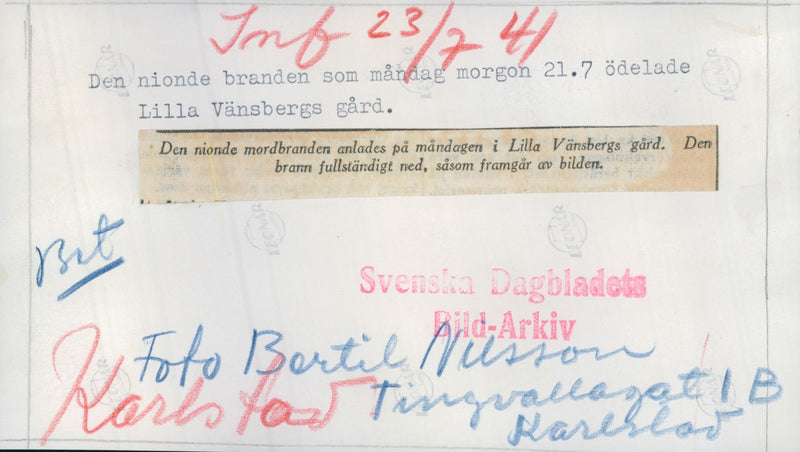 Inf 23/7 41
Den nionde branden som måndag morgon 21.7 ödelade
Lilla Vänsbergs gård.
Den nionde mordbranden anlades på måndagen i Lilla Vänsbergs gård. Den
brann fullständigt ned, såsom framgår av bilden.
Brt
Svenska Dagbladets
Bild-Arkiv
Foto Bertil Nilsson
Karlstad
Tingvallagat 1 B
Karlstad